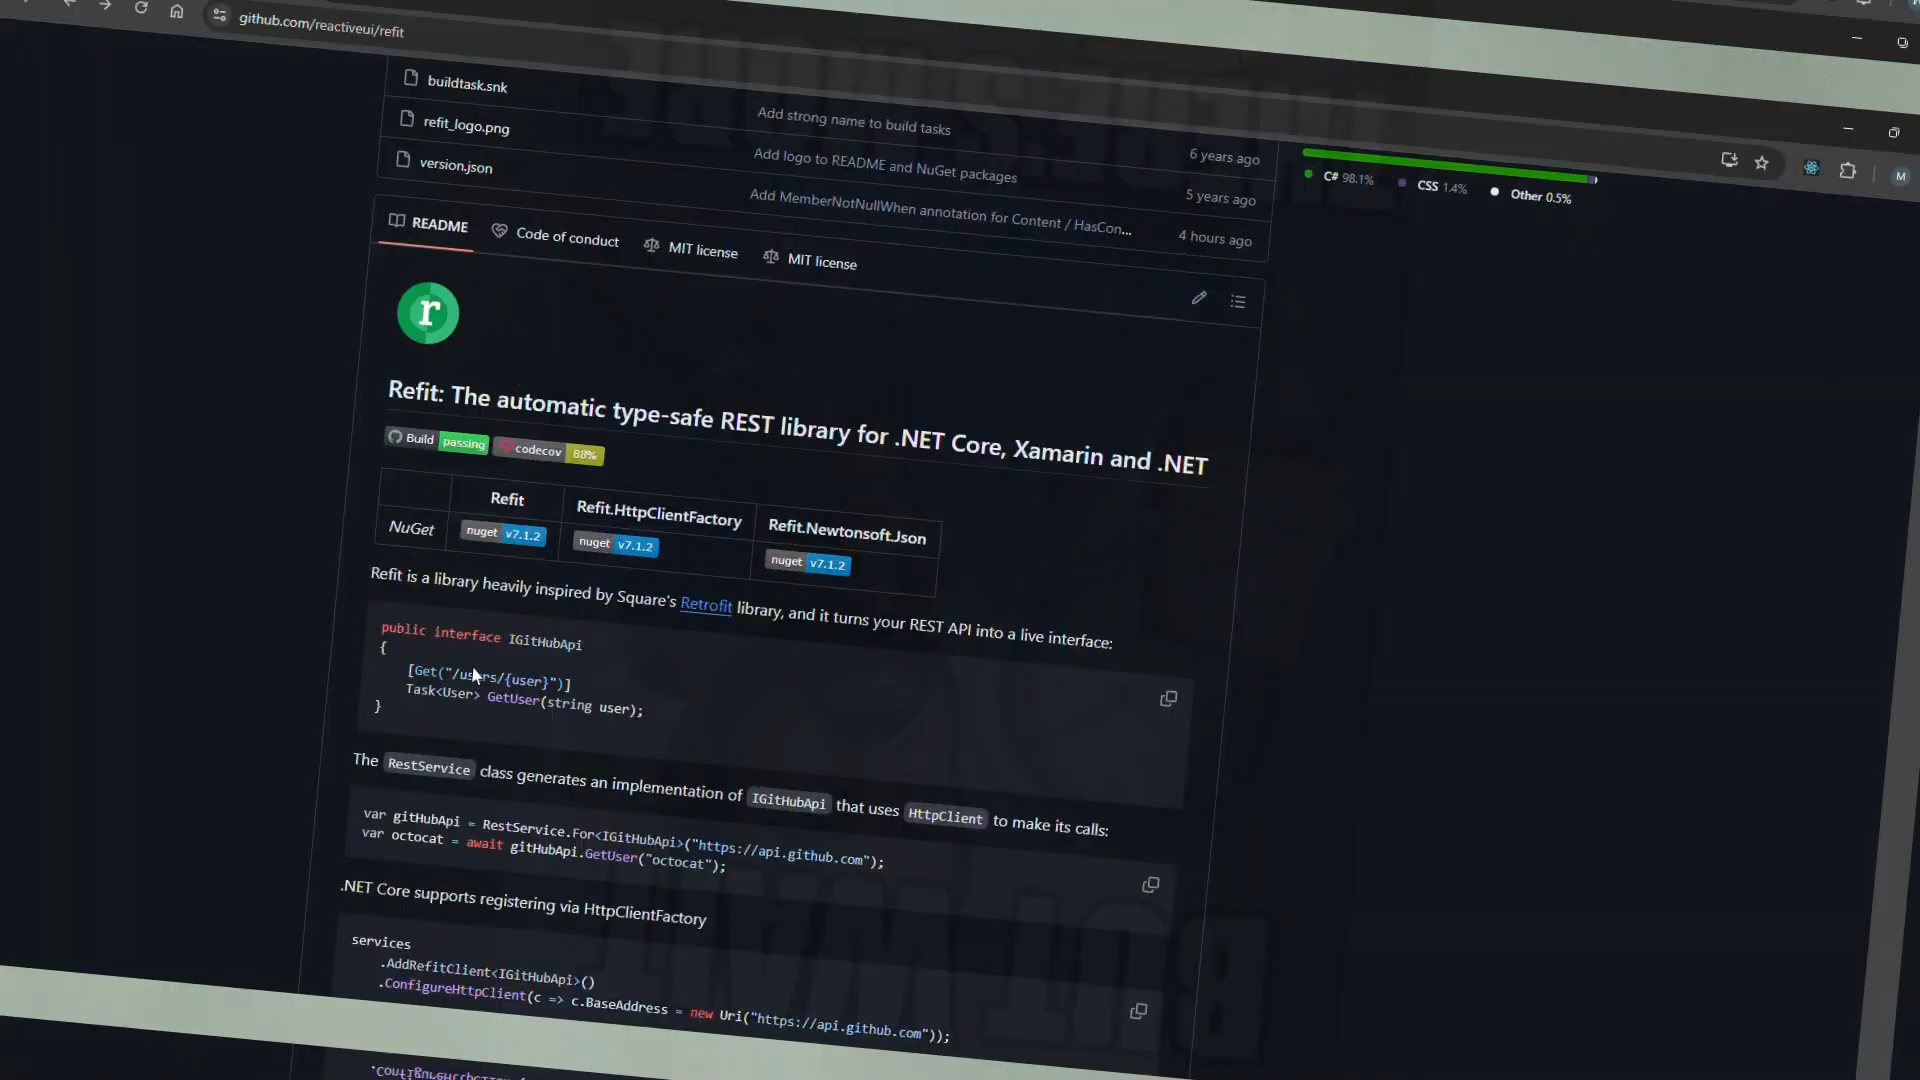 github.com/reactiveui/refit
buildtask.snk
Add strong name to build tasks
6 years ago
refit_logo.png
Add logo to README and NuGet packages
5 years ago
version.json
Add MemberNotNullWhen annotation for Content / HasCon...
4 hours ago
C# 98.1% CSS 1.4% Other 0.5%
M
README Code of conduct MIT license MIT license
r
Refit: The automatic type-safe REST library for .NET Core, Xamarin and .NET
Build passing codecov 88%
Refit Refit.HttpClientFactory Refit.Newtonsoft.Json
NuGet nuget v7.1.2 nuget v7.1.2 nuget v7.1.2
Refit is a library heavily inspired by Square's Retrofit library, and it turns your REST API into a live interface:
public interface IGitHubApi
{
[Get("/users/{user}")]
Task<User> GetUser(string user);
}
The RestService class generates an implementation of IGitHubApi that uses HttpClient to make its calls:
var gitHubApi = RestService.For<IGitHubApi>("https://api.github.com");
var octocat = await gitHubApi.GetUser("octocat");
.NET Core supports registering via HttpClientFactory
services
.AddRefitClient<IGitHubApi>()
.ConfigureHttpClient(c => c.BaseAddress = new Uri("https://api.github.com"));
BUT WAIT